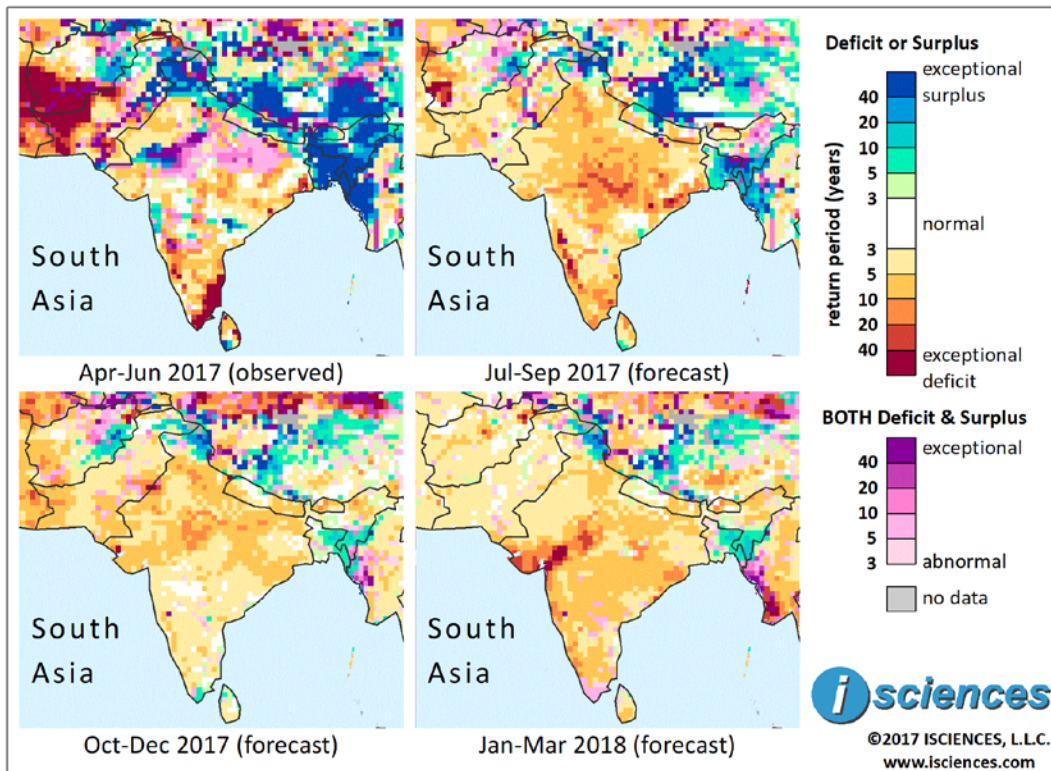 South
Asia
Apr-Jun 2017 (observed)
South
Asia
Jul-Sep 2017 (forecast)
South
Asia
Oct-Dec 2017 (forecast)
South
Asia
Jan-Mar 2018 (forecast)
Deficit or Surplus
exceptional
surplus
40
20
10
5
3
normal
3
5
10
20
40
exceptional
deficit
return period (years)
BOTH Deficit & Surplus
exceptional
40
20
10
5
3
abnormal
no data
i sciences
©2017 ISCIENCES, L.L.C.
www.isciences.com